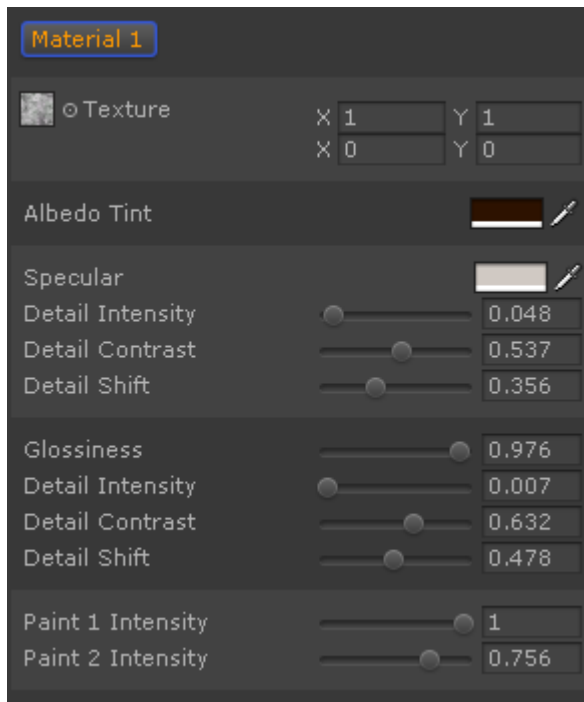 Material 1
Texture X 1 Y 1
X 0 Y 0
Albedo Tint
Specular
Detail Intensity 0.048
Detail Contrast 0.537
Detail Shift 0.356
Glossiness 0.976
Detail Intensity 0.007
Detail Contrast 0.632
Detail Shift 0.478
Paint 1 Intensity 1
Paint 2 Intensity 0.756